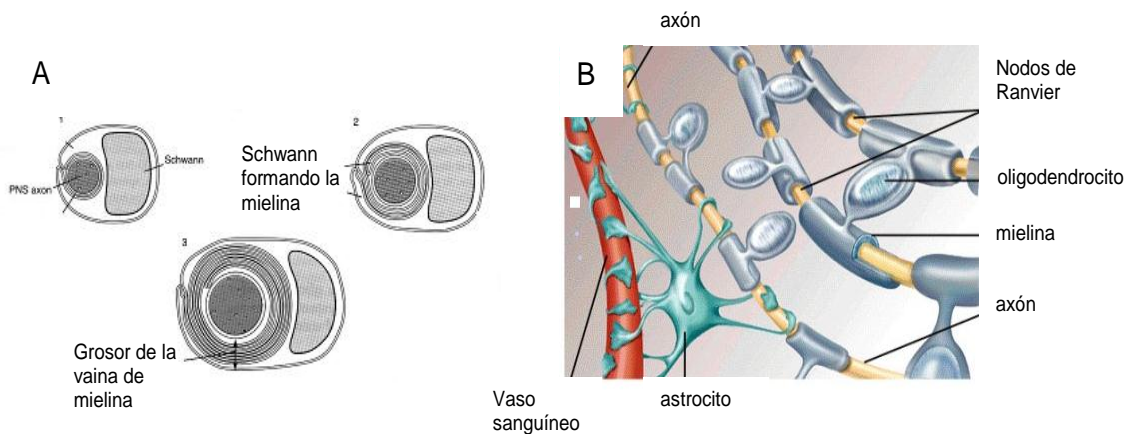 A
1
Schwann
PNS axon
2
Schwann
formando la
mielina
3
Grosor de la
vaina de
mielina
B
axón
Nodos de
Ranvier
oligodendrocito
mielina
axón
Vaso
sanguíneo
astrocito